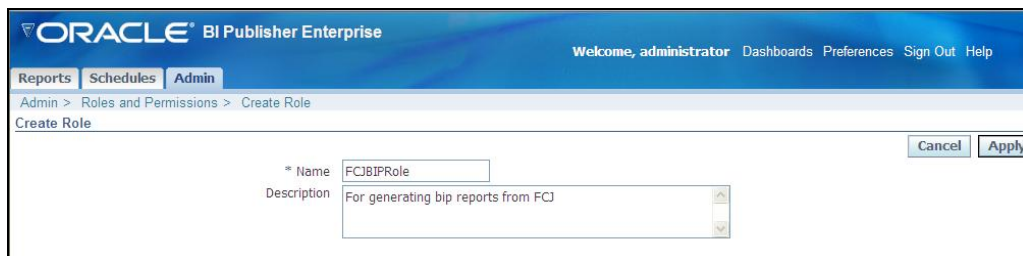 ORACLE BI Publisher Enterprise
Welcome, administrator Dashboards Preferences Sign Out Help
Reports Schedules Admin
Admin > Roles and Permissions > Create Role
Create Role
Cancel Apply
* Name FCJBIPRole
Description For generating bip reports from FCJ